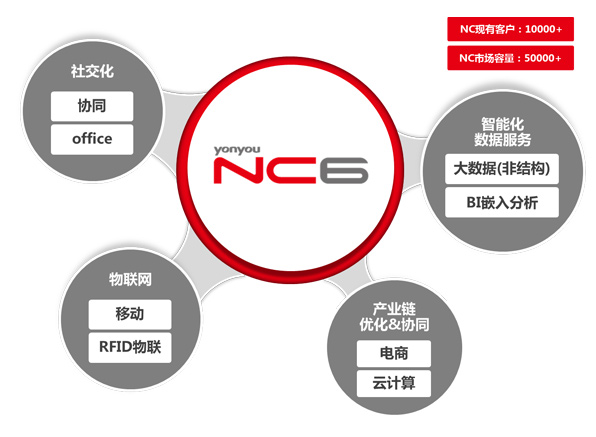 NC现有客户：10000+
NC市场容量：50000+
社交化
协同
office
yonyou
NC6
智能化
数据服务
大数据(非结构)
BI嵌入分析
物联网
移动
RFID物联
产业链
优化&协同
电商
云计算